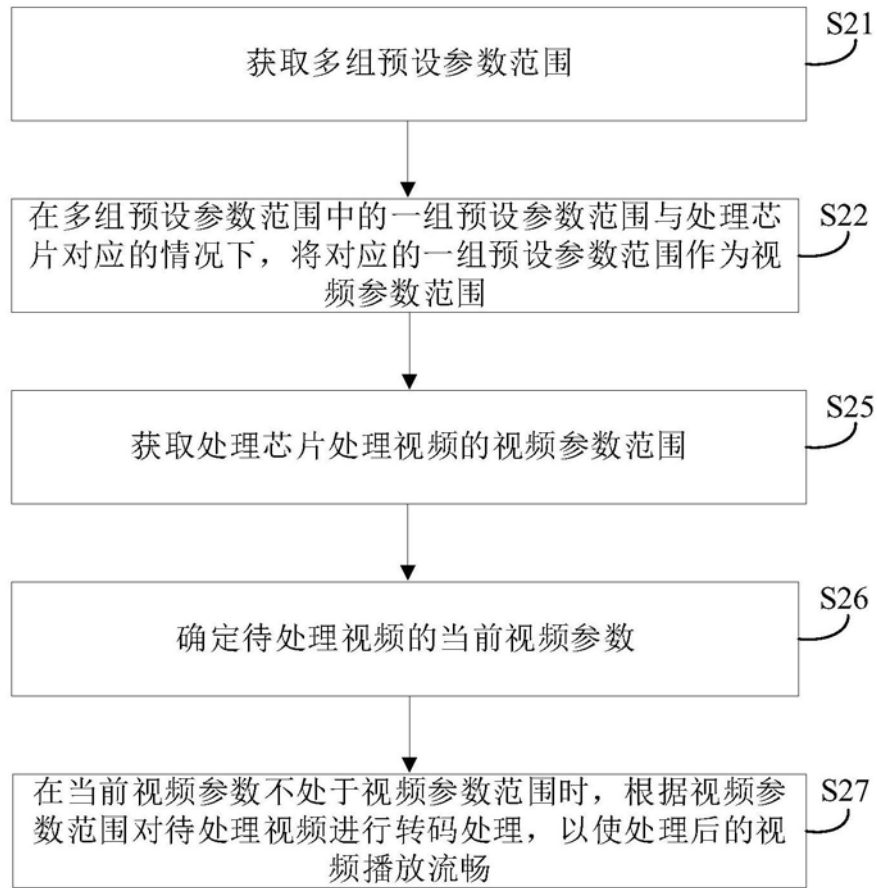 S21
获取多组预设参数范围
在多组预设参数范围中的一组预设参数范围与处理芯
片对应的情况下，将对应的一组预设参数范围作为视
频参数范围
S22
S25
获取处理芯片处理视频的视频参数范围
S26
确定待处理视频的当前视频参数
在当前视频参数不处于视频参数范围时，根据视频参
数范围对待处理视频进行转码处理，以使处理后的视
频播放流畅
S27